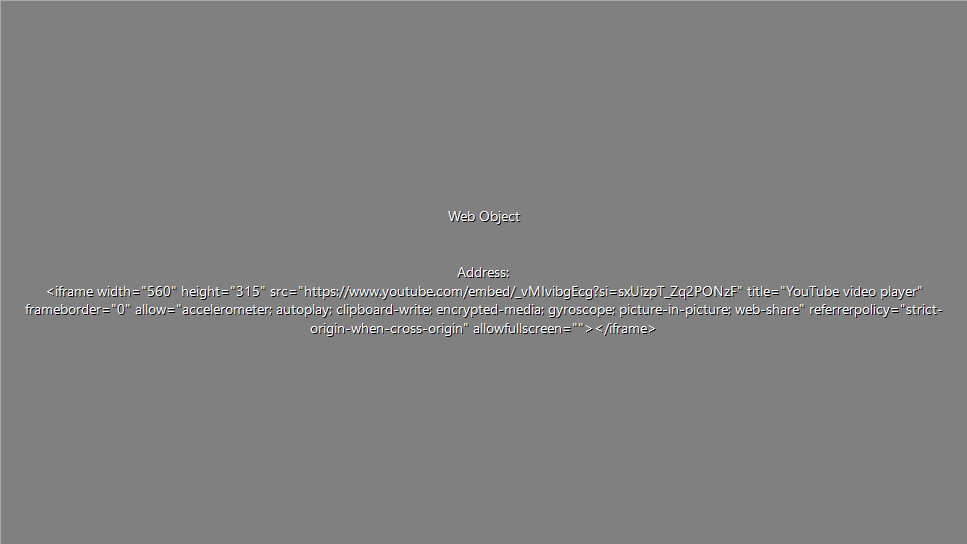 Web Object
Address:
<iframe width="560" height="315" src="https://www.youtube.com/embed/_vMIvibgEcg?si=sxUizpT_Zq2PONzF" title="YouTube video player"
frameborder="0" allow="accelerometer; autoplay; clipboard-write; encrypted-media; gyroscope; picture-in-picture; web-share" referrerpolicy="strict-
origin-when-cross-origin" allowfullscreen=""></iframe>